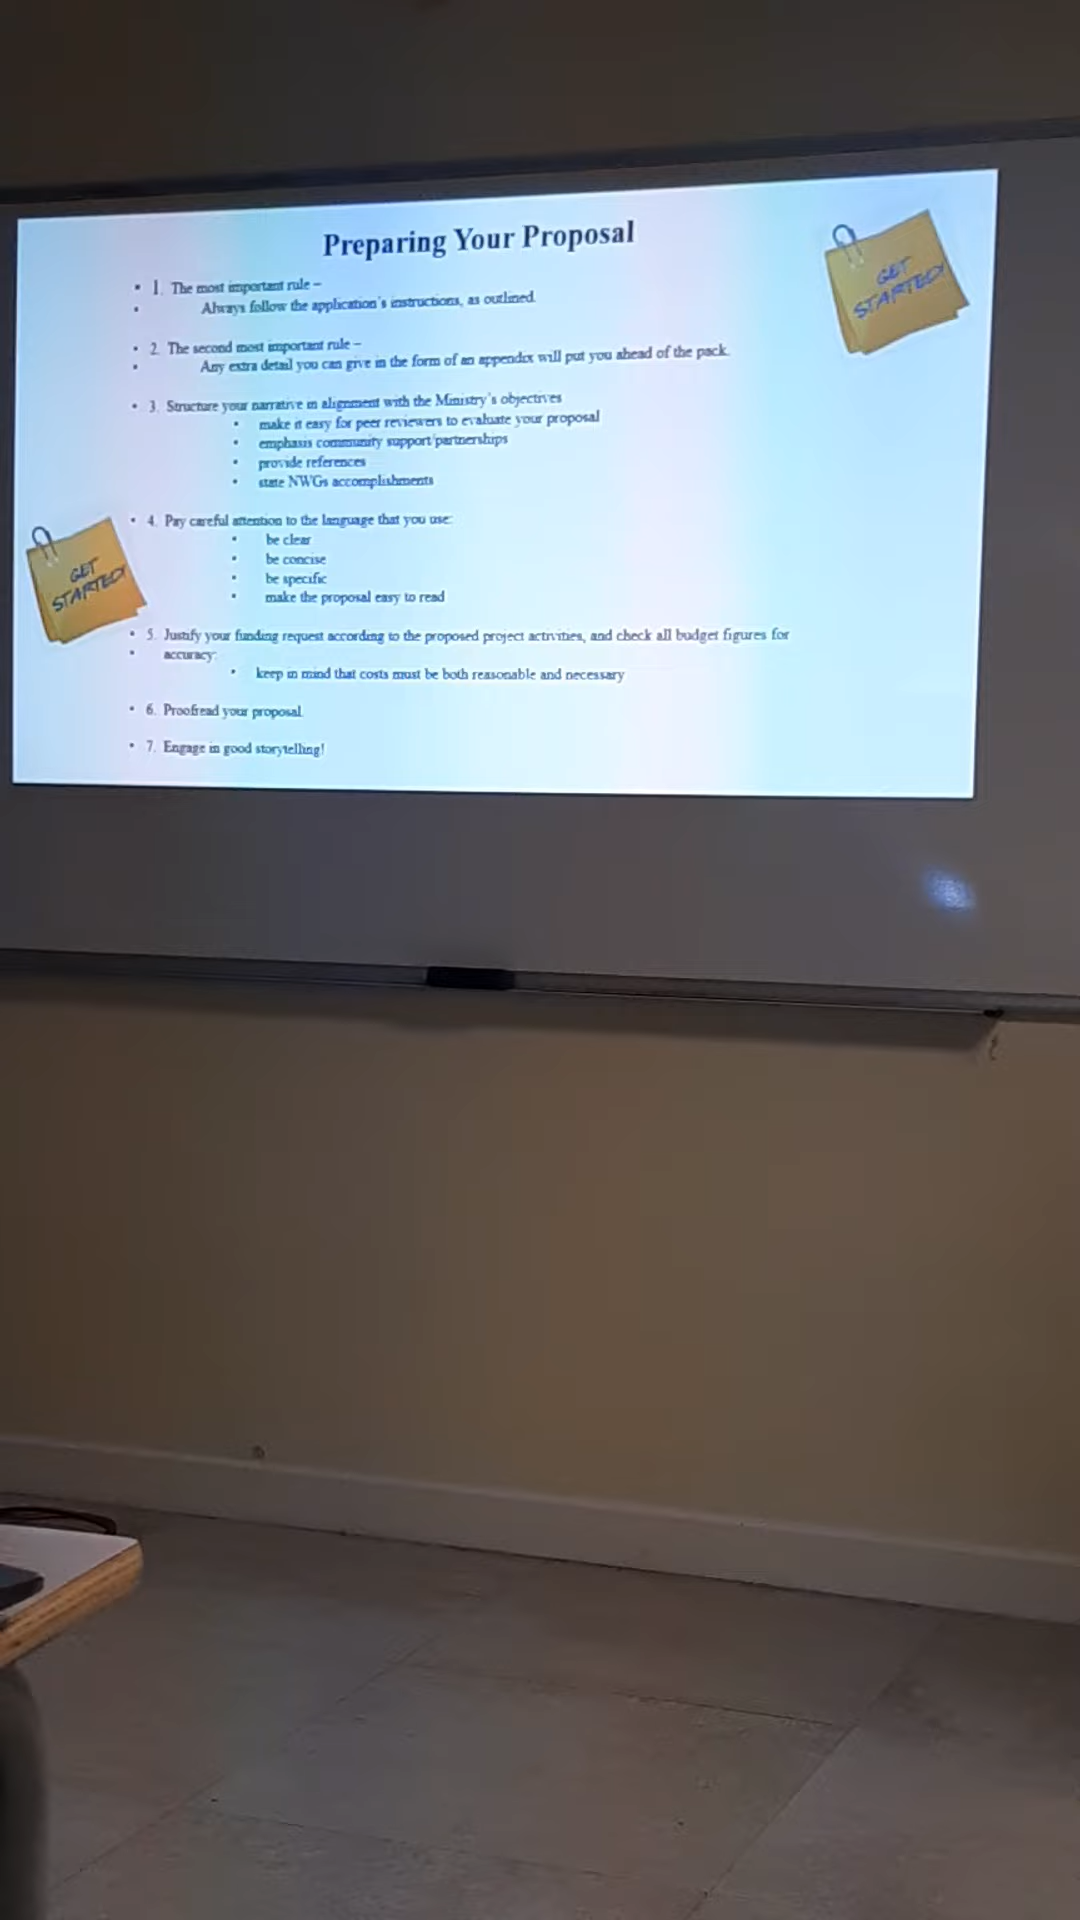 Preparing Your Proposal
GET
STARTED!
• 1. The most important rule –
• Always follow the application's instructions, as outlined.
• 2. The second most important rule –
• Any extra detail you can give in the form of an appendix will put you ahead of the pack.
• 3. Structure your narrative in alignment with the Ministry's objectives
• make it easy for peer reviewers to evaluate your proposal
• emphasis community support/partnerships
• provide references
• state NWGs accomplishments
• 4. Pay careful attention to the language that you use:
• be clear
• be concise
• be specific
• make the proposal easy to read
GET
STARTED!
• 5. Justify your funding request according to the proposed project activities, and check all budget figures for
• accuracy:
• keep in mind that costs must be both reasonable and necessary
• 6. Proofread your proposal.
• 7. Engage in good storytelling!